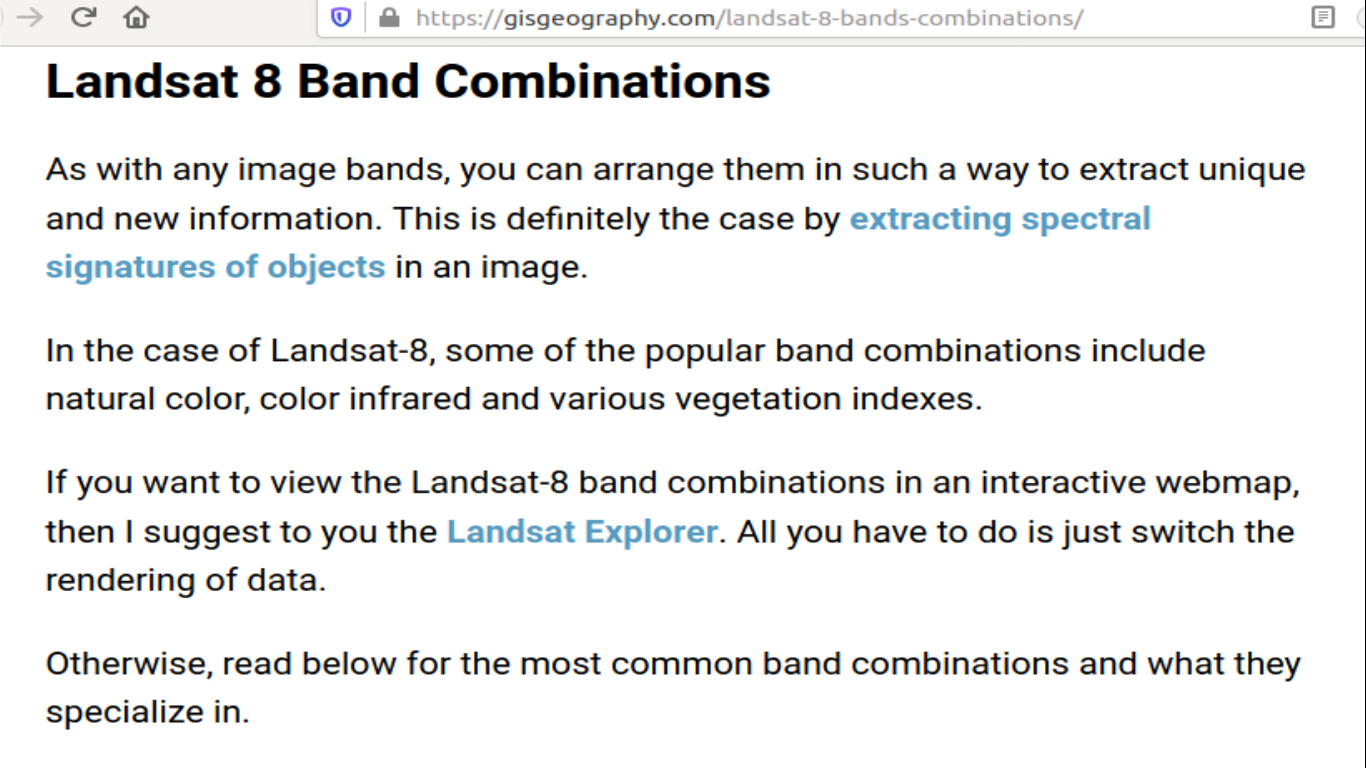 https://gisgeography.com/landsat-8-bands-combinations/
Landsat 8 Band Combinations
As with any image bands, you can arrange them in such a way to extract unique
and new information. This is definitely the case by extracting spectral
signatures of objects in an image.
In the case of Landsat-8, some of the popular band combinations include
natural color, color infrared and various vegetation indexes.
If you want to view the Landsat-8 band combinations in an interactive webmap,
then I suggest to you the Landsat Explorer. All you have to do is just switch the
rendering of data.
Otherwise, read below for the most common band combinations and what they
specialize in.